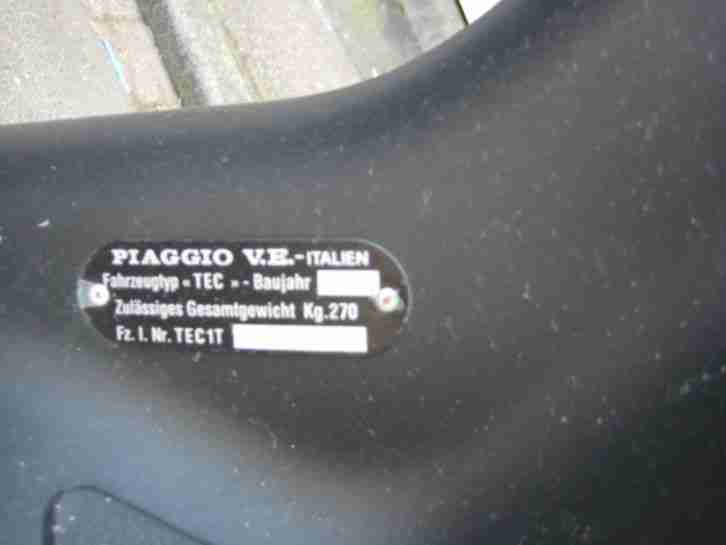 PIAGGIO V.E.-ITALIEN
Fahrzeugtyp «TEC» - Baujahr
Zulässiges Gesamtgewicht Kg.270
Fz. I. Nr. TEC1T